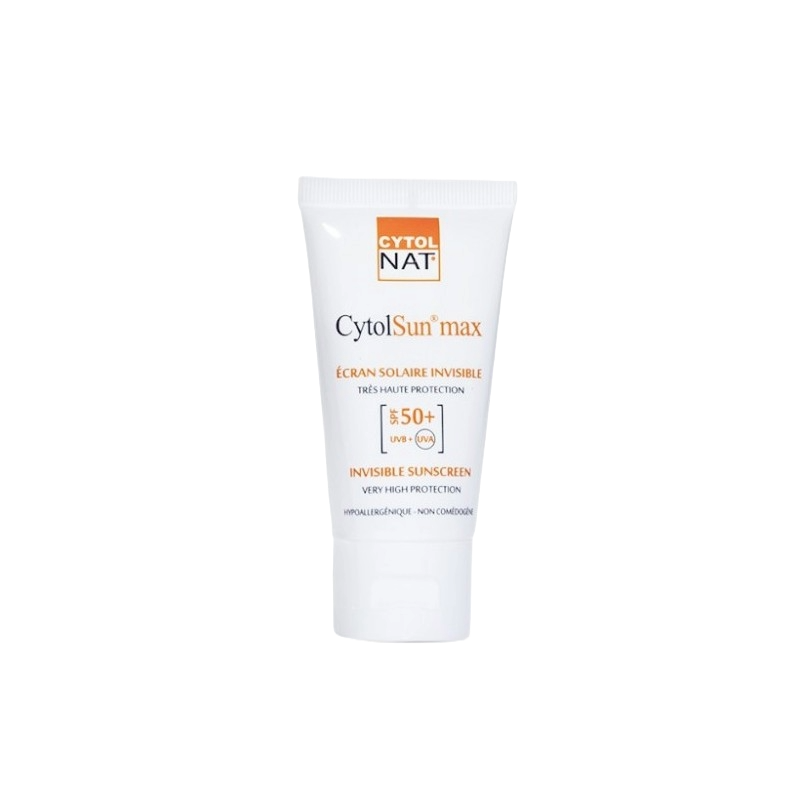 CYTOL
NAT®
CytolSun® max
ÉCRAN SOLAIRE INVISIBLE
TRÉS HAUTE PROTECTION
SPF 50+
UVB + UVA
INVISIBLE SUNSCREEN
VERY HIGH PROTECTION
HYPOALLERGÉNIQUE - NON COMÉDOGÈNE